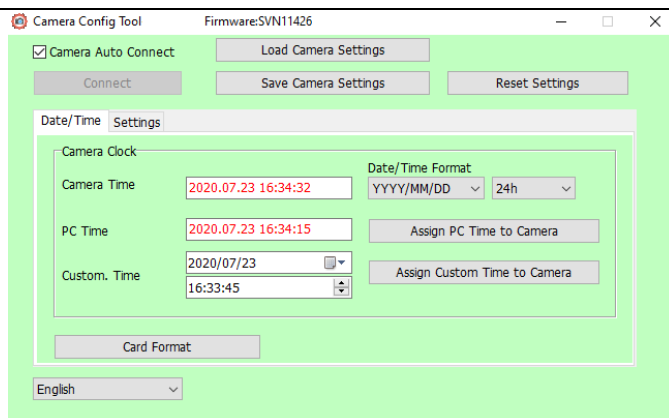 Camera Config Tool Firmware:SVN11426
Camera Auto Connect
Load Camera Settings
Connect
Save Camera Settings
Reset Settings
Date/Time Settings
Camera Clock
Date/Time Format
Camera Time 2020.07.23 16:34:32 YYYY/MM/DD 24h
PC Time 2020.07.23 16:34:15 Assign PC Time to Camera
Custom. Time 2020/07/23
16:33:45
Assign Custom Time to Camera
Card Format
English